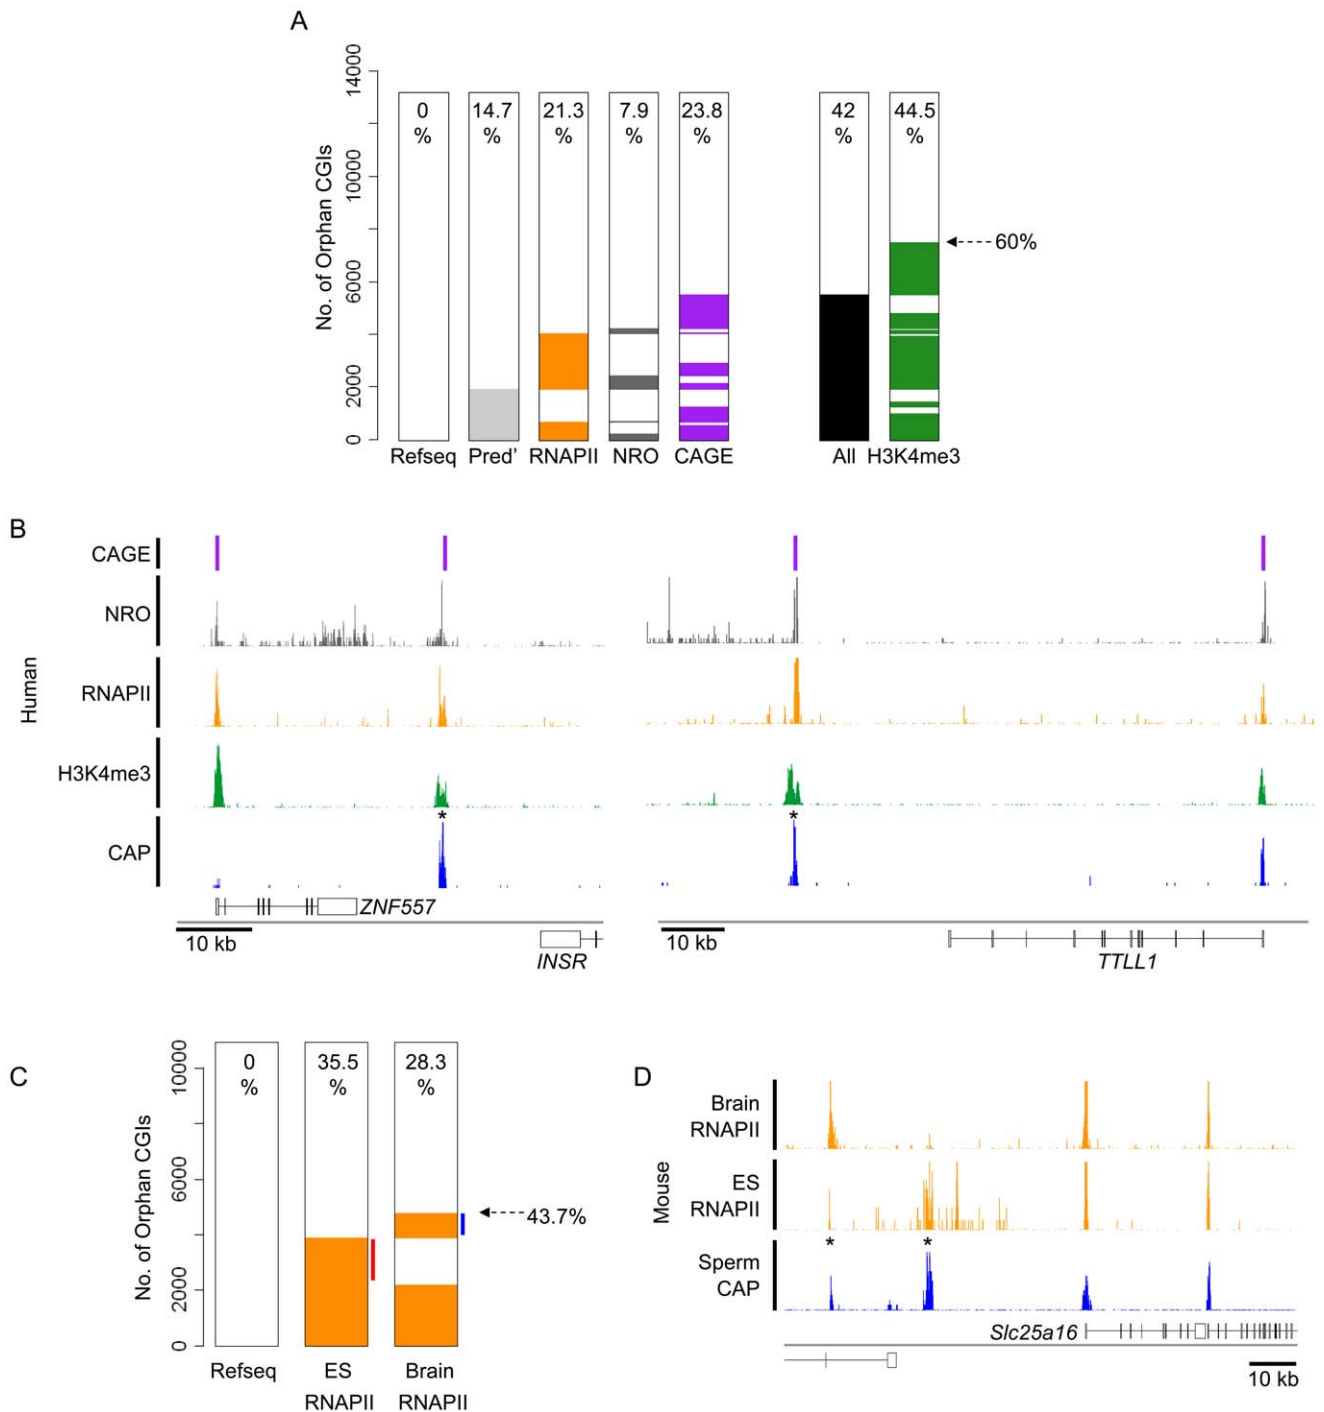 A
No. of Orphan CGIs
14000
10000
6000
2000
0
0
%
14.7
%
21.3
%
7.9
%
23.8
%
42
%
44.5
%
60%
Refseq
Pred'
RNAPII
NRO
CAGE
All
H3K4me3
B
Human
CAGE
NRO
RNAPII
H3K4me3
CAP
*
*
ZNF557
10 kb
INSR
10 kb
TTLL1
C
No. of Orphan CGIs
10000
6000
2000
0
0
%
35.5
%
28.3
%
43.7%
Refseq
ES
RNAPII
Brain
RNAPII
D
Mouse
Brain
RNAPII
ES
RNAPII
*
*
Sperm
CAP
Slc25a16
10 kb